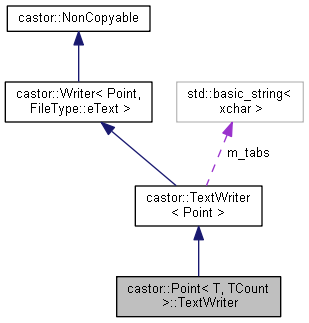 castor::NonCopyable
castor::Writer< Point,
FileType::eText >
std::basic_string<
xchar >
m_tabs
castor::TextWriter
< Point >
castor::Point< T, TCount
>::TextWriter